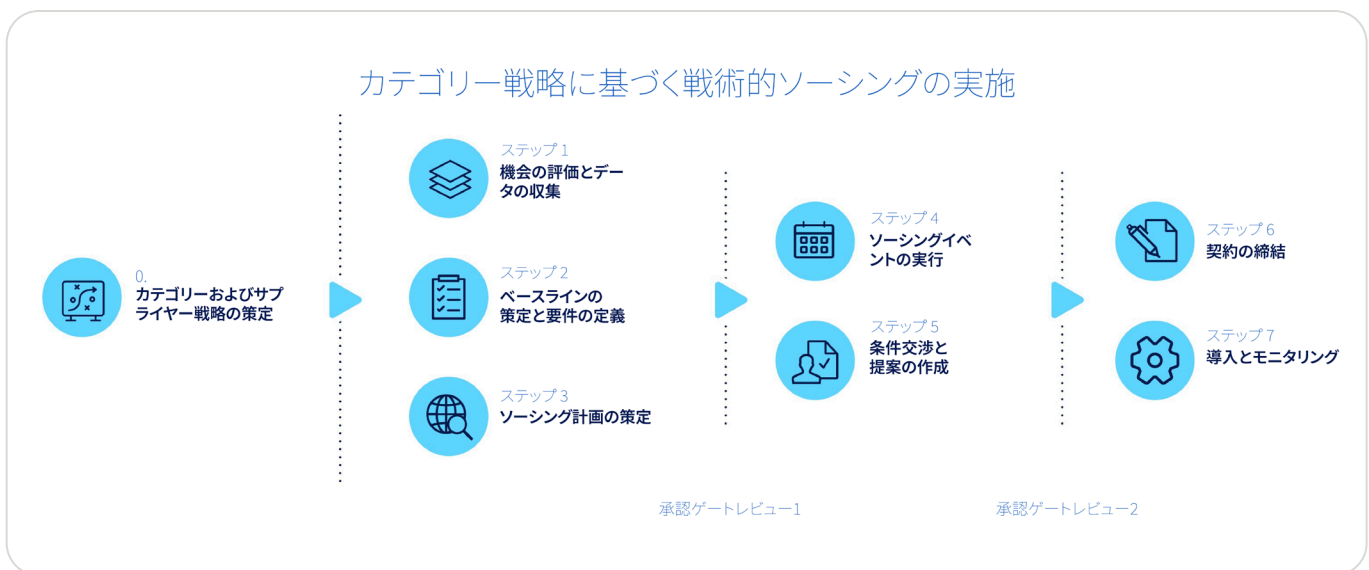 カテゴリー戦略に基づく戦術的ソーシングの実施
0.
カテゴリーおよびサプ
ライヤー戦略の策定
ステップ 1
機会の評価とデー
タの収集
ステップ 2
ベースラインの
策定と要件の定義
ステップ 3
ソーシング計画の策定
ステップ 4
ソーシングイベ
ントの実行
ステップ 5
条件交渉と
提案の作成
ステップ 6
契約の締結
ステップ 7
導入とモニタリング
承認ゲートレビュー1
承認ゲートレビュー2